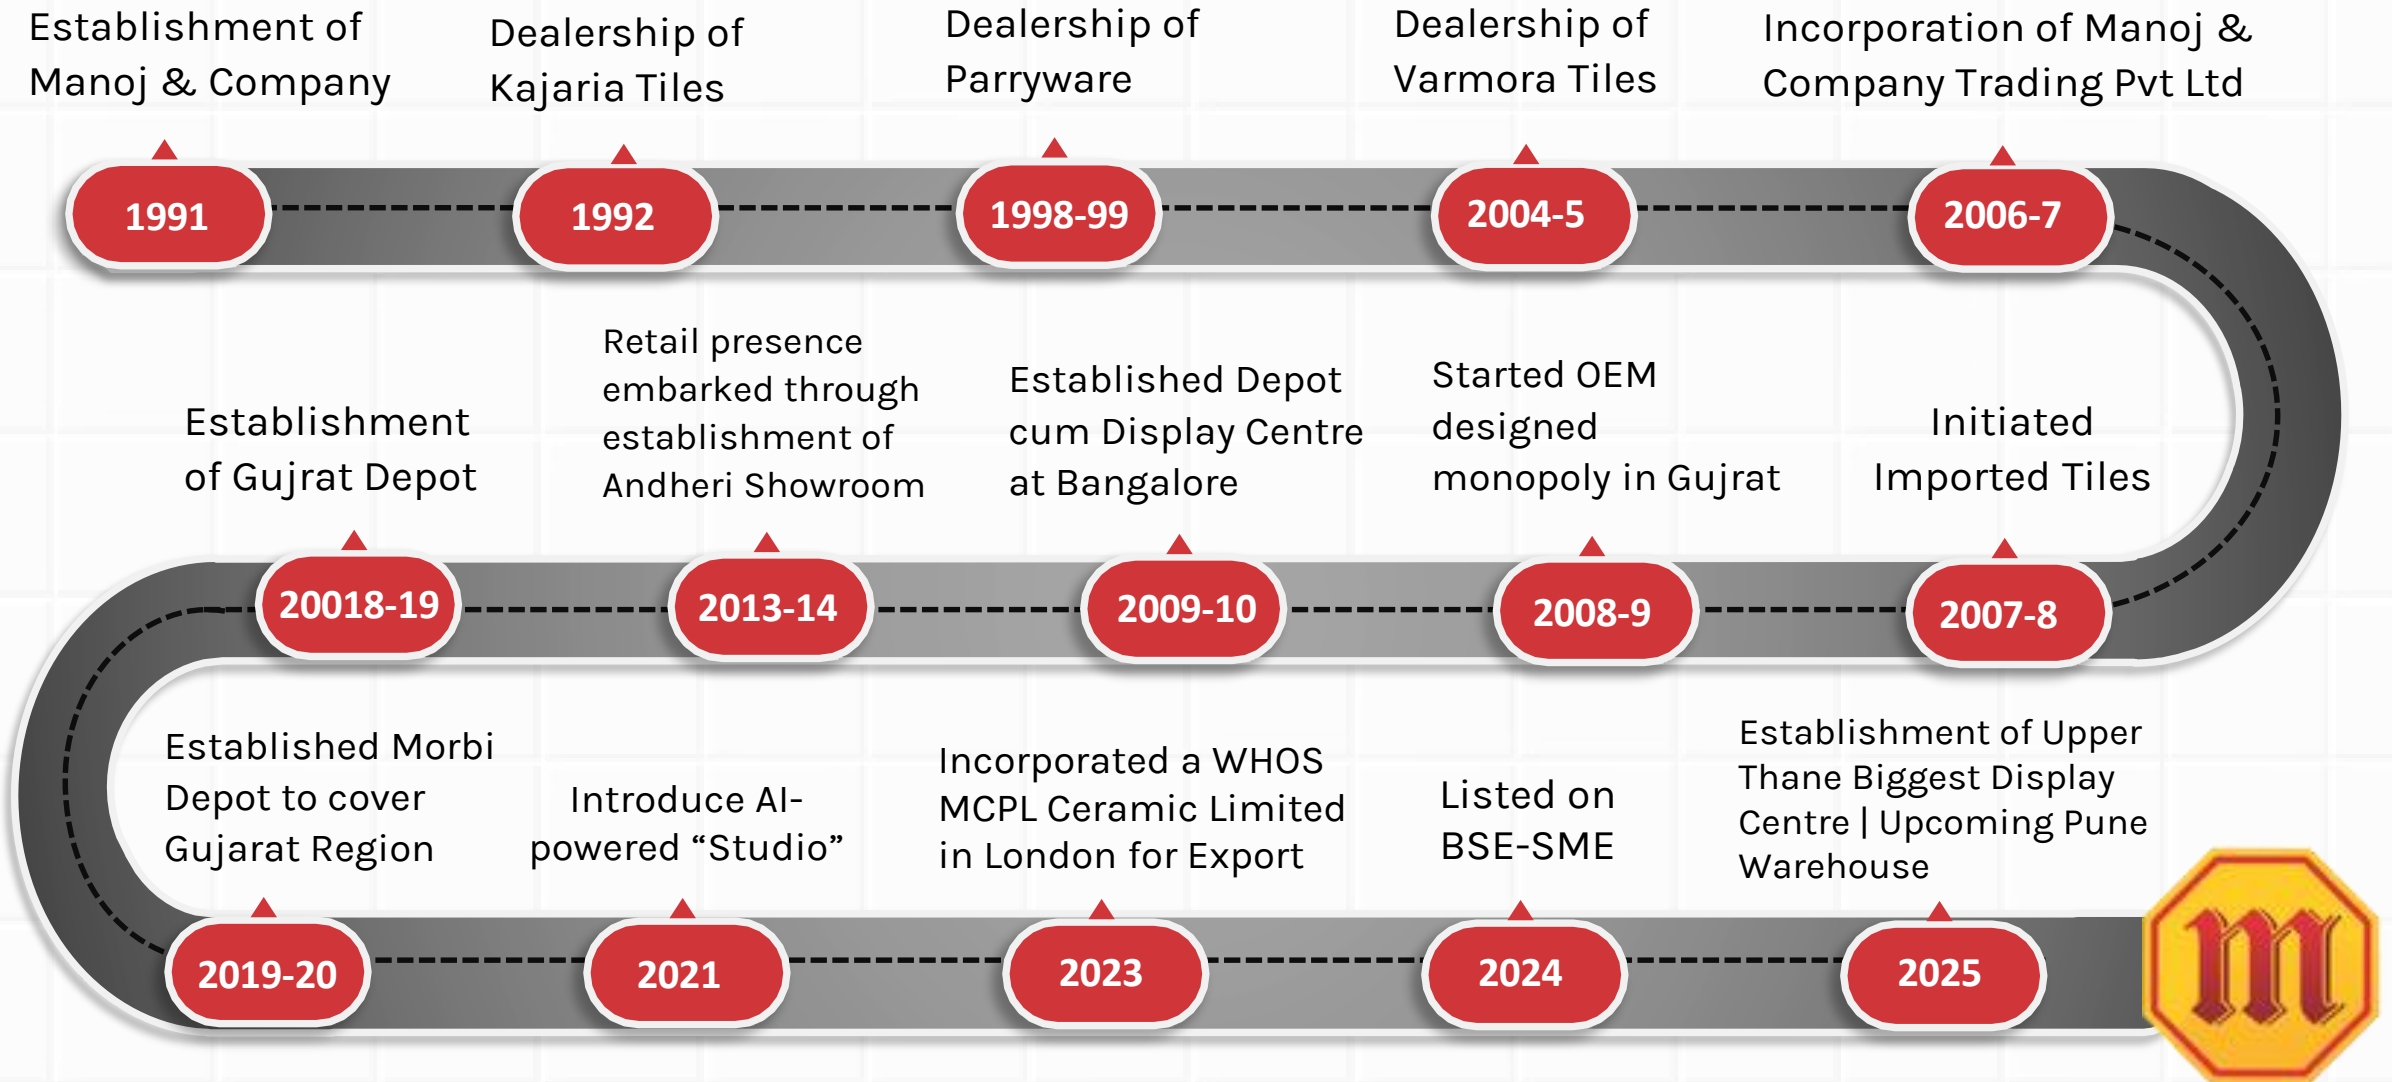 Establishment of
Manoj & Company
Dealership of
Kajaria Tiles
Dealership of
Parryware
Dealership of
Varmora Tiles
Incorporation of Manoj &
Company Trading Pvt Ltd
1991
1992
1998-99
2004-5
2006-7
Establishment
of Gujrat Depot
Retail presence
embarked through
establishment of
Andheri Showroom
Established Depot
cum Display Centre
at Bangalore
Started OEM
designed
monopoly in Gujrat
Initiated
Imported Tiles
20018-19
2013-14
2009-10
2008-9
2007-8
Established Morbi
Depot to cover
Gujarat Region
Introduce AI-
powered “Studio”
Incorporated a WHOS
MCPL Ceramic Limited
in London for Export
Listed on
BSE-SME
Establishment of Upper
Thane Biggest Display
Centre | Upcoming Pune
Warehouse
2019-20
2021
2023
2024
2025
m